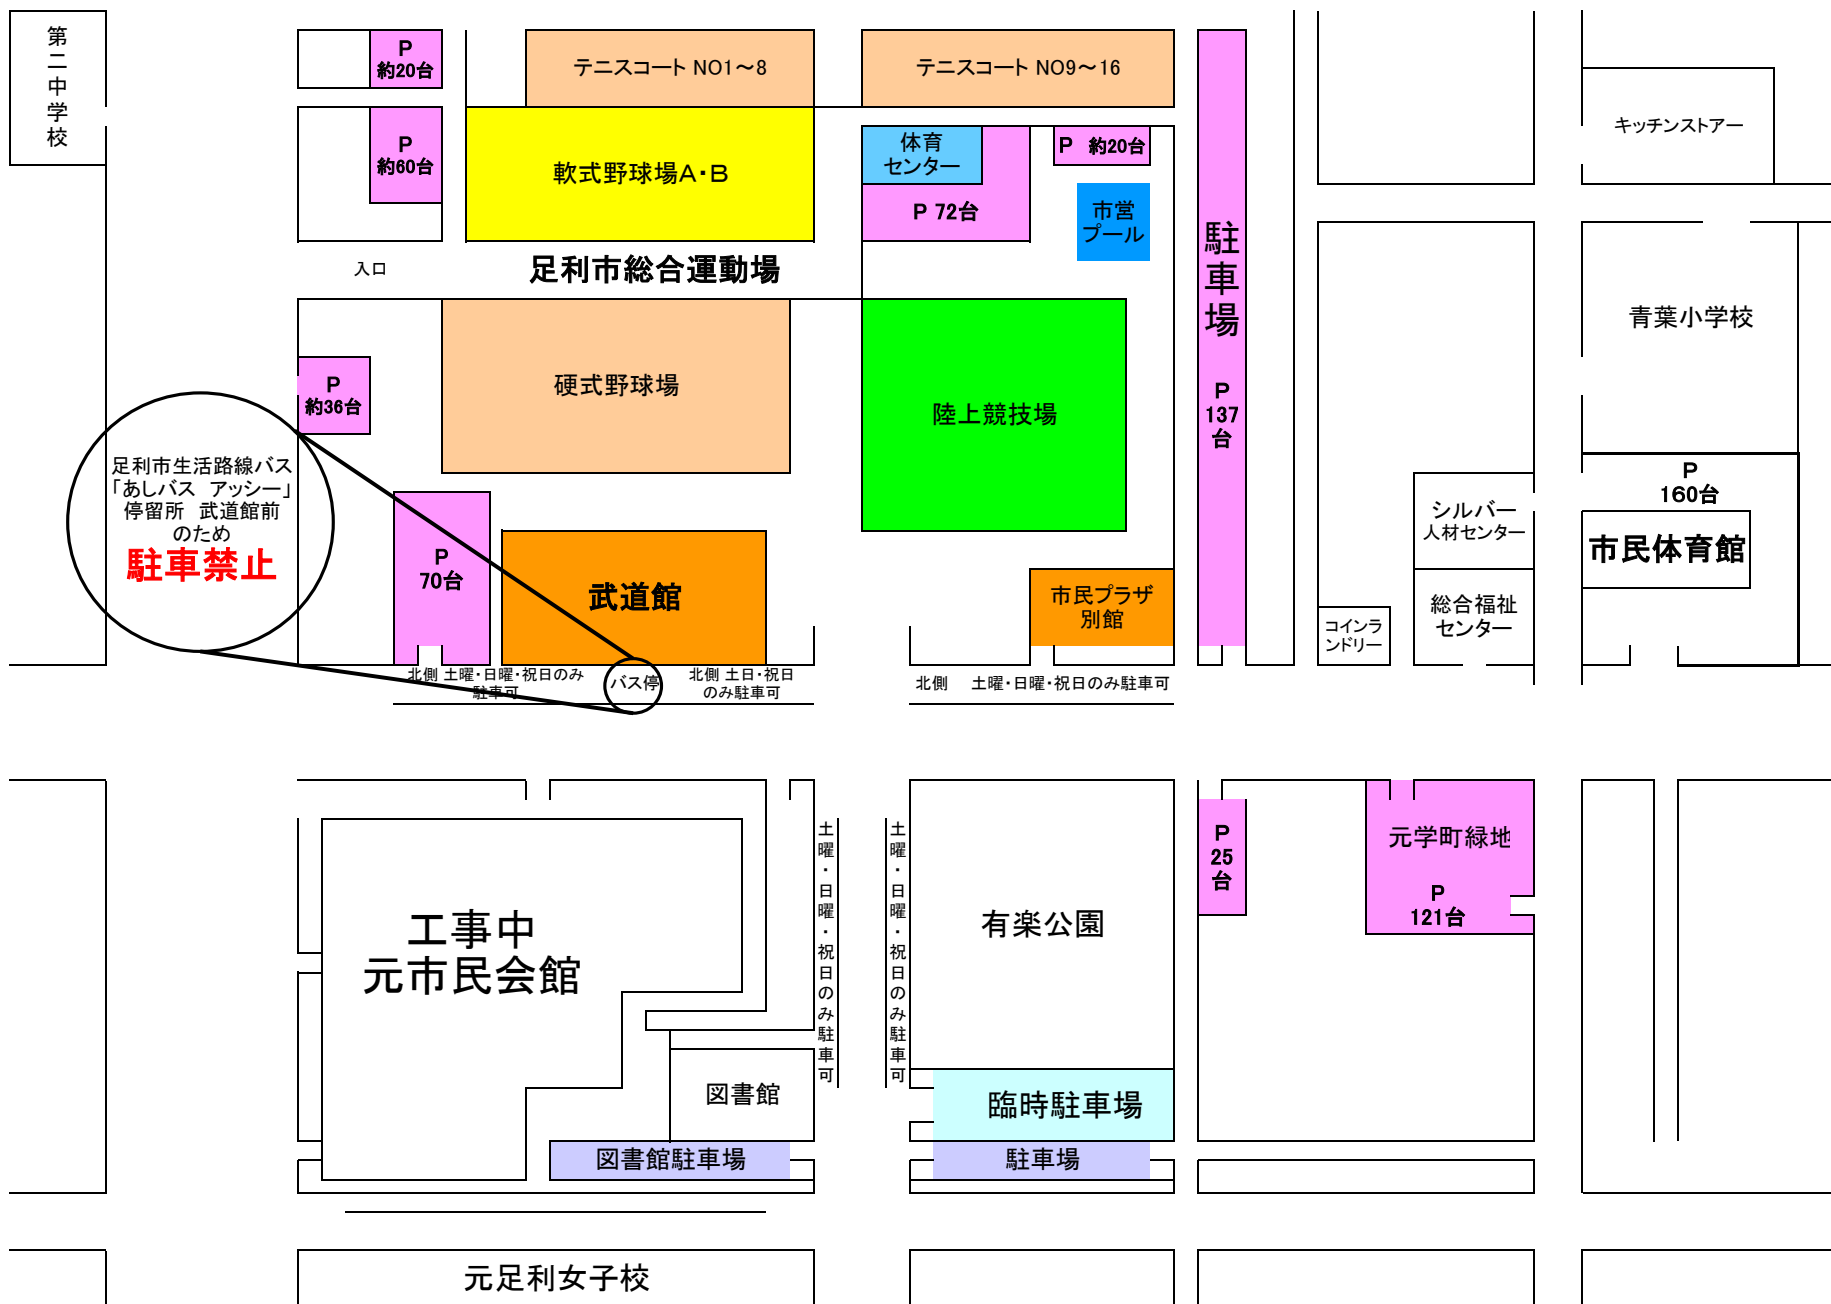 第二中学校
P
約20台
テニスコート NO1～8
テニスコート NO9～16
キッチンストアー
P
約60台
軟式野球場A・B
体育
センター
P 約20台
P 72台
市営
プール
駐車場
P
137
台
入口
足利市総合運動場
青葉小学校
P
約36台
硬式野球場
陸上競技場
足利市生活路線バス
「あしバス アッシー」
停留所 武道館前
のため
駐車禁止
P
70台
武道館
市民プラザ
別館
シルバー
人材センター
総合福祉
センター
コインラ
ンドリー
P
160台
市民体育館
北側 土曜・日曜・祝日のみ
駐車可
バス停
北側 土日・祝日
のみ駐車可
北側 土曜・日曜・祝日のみ駐車可
工事中
元市民会館
土曜・日曜・祝日のみ駐車可
土曜・日曜・祝日のみ駐車可
有楽公園
P
25
台
元学町緑地
P
121台
図書館
図書館駐車場
臨時駐車場
駐車場
元足利女子校